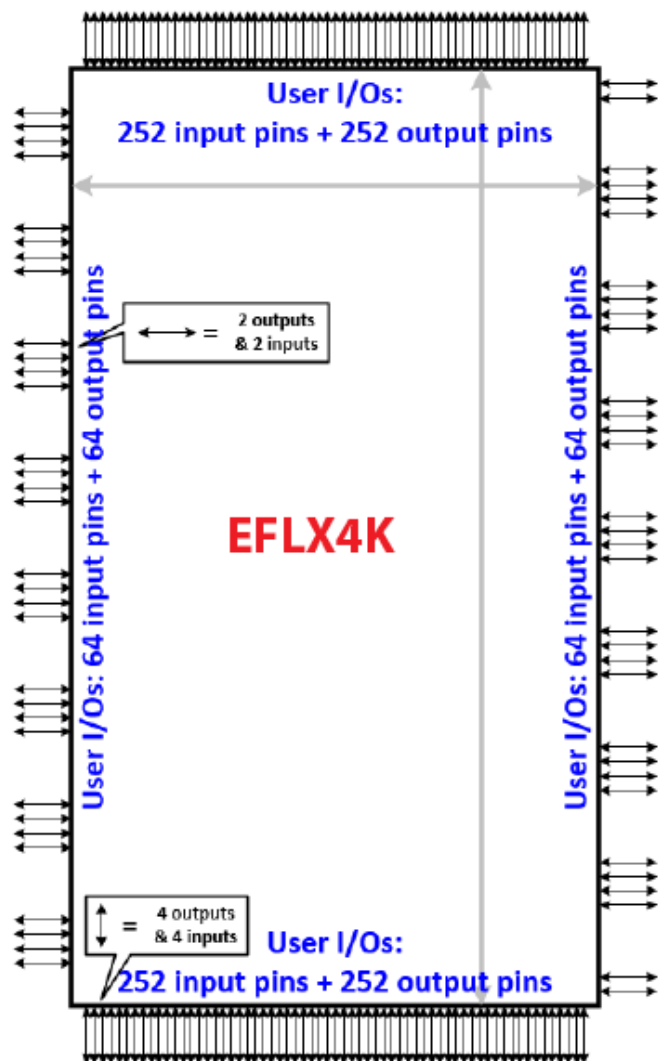 User I/Os:
252 input pins + 252 output pins
User I/Os: 64 input pins + 64 output pins
2 outputs
& 2 inputs
=
EFLX4K
User I/Os: 64 input pins + 64 output pins
4 outputs
& 4 inputs
=
User I/Os:
252 input pins + 252 output pins